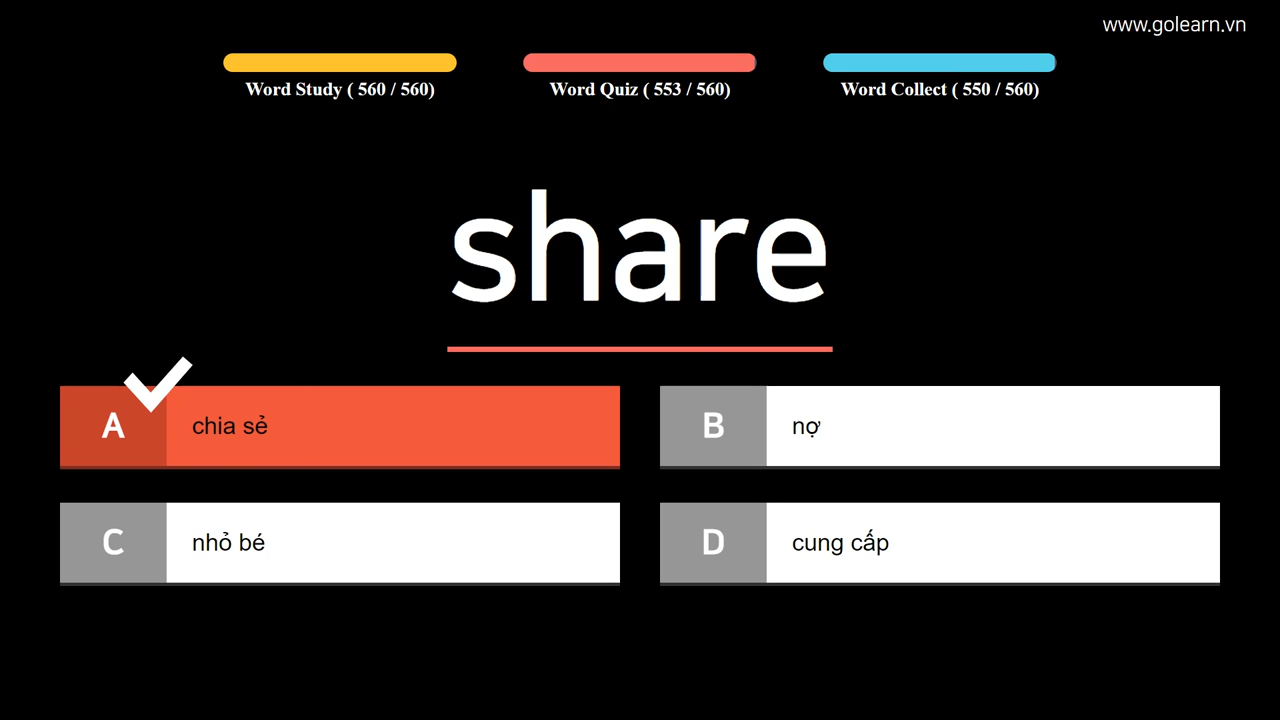 www.golearn.vn
Word Study ( 560 / 560)
Word Quiz ( 553 / 560)
Word Collect ( 550 / 560)
share
A chia sẻ
B nợ
C nhỏ bé
D cung cấp